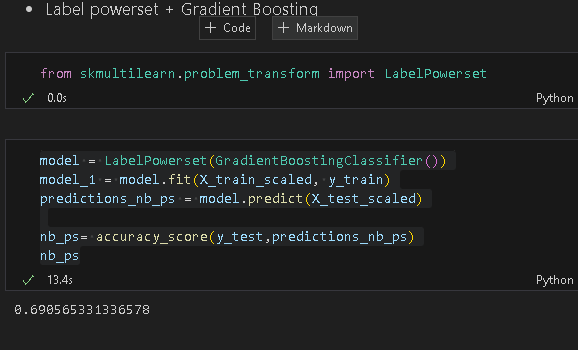 • Label powerset + Gradient Boosting
+ Code + Markdown
from skmultilearn.problem_transform import LabelPowerset
✓ 0.0s Python
model = LabelPowerset(GradientBoostingClassifier())
model_1 = model.fit(X_train_scaled, y_train)
predictions_nb_ps = model.predict(X_test_scaled)
nb_ps= accuracy_score(y_test,predictions_nb_ps)
nb_ps
✓ 13.4s Python
0.690565331336578